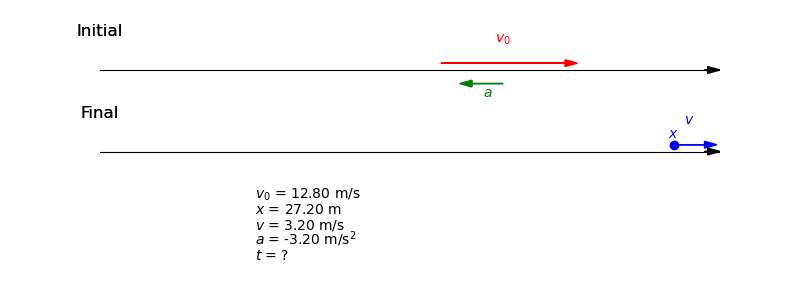 Initial
v₀
a
Final
v
x
v₀ = 12.80 m/s
x = 27.20 m
v = 3.20 m/s
a = -3.20 m/s²
t = ?